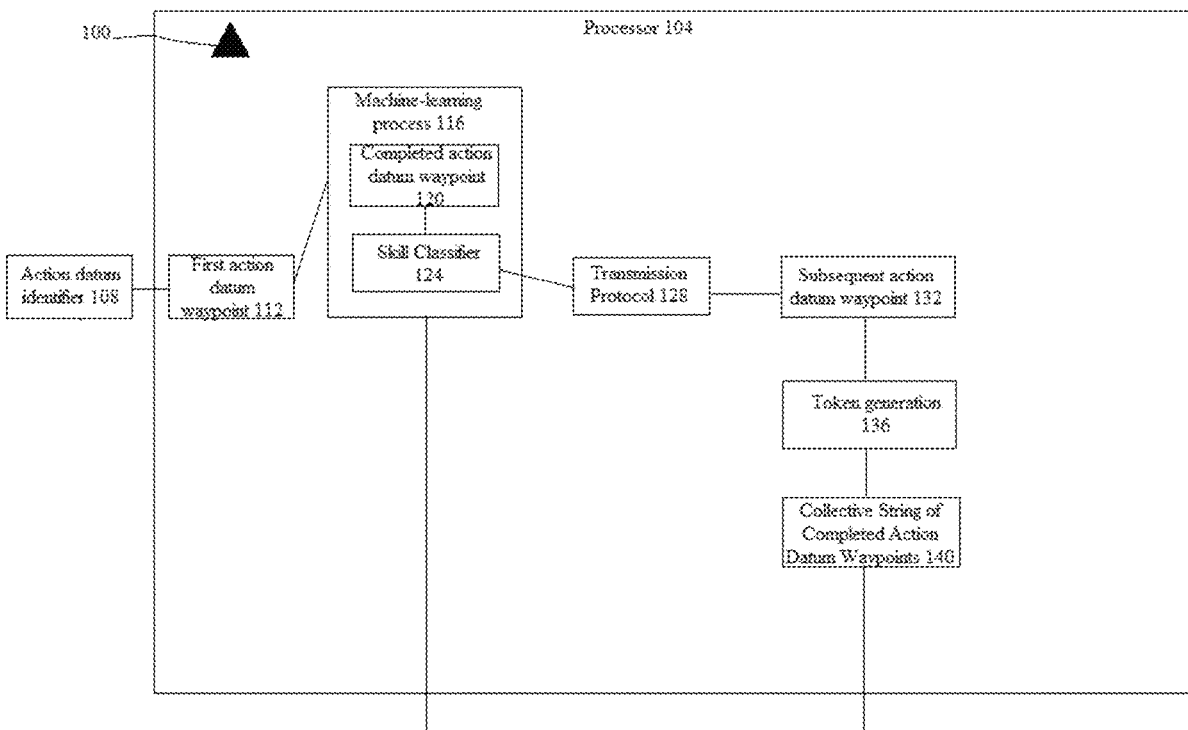 100
Processor 104
Machine-learning
process 116
Completed action
datum waypoint
120
Skill Classifier
124
Action datum
identifier 108
First action
datum
waypoint 112
Transmission
Protocol 128
Subsequent action
datum waypoint 132
Token generation
136
Collective String of
Completed Action
Datum Waypoints 140